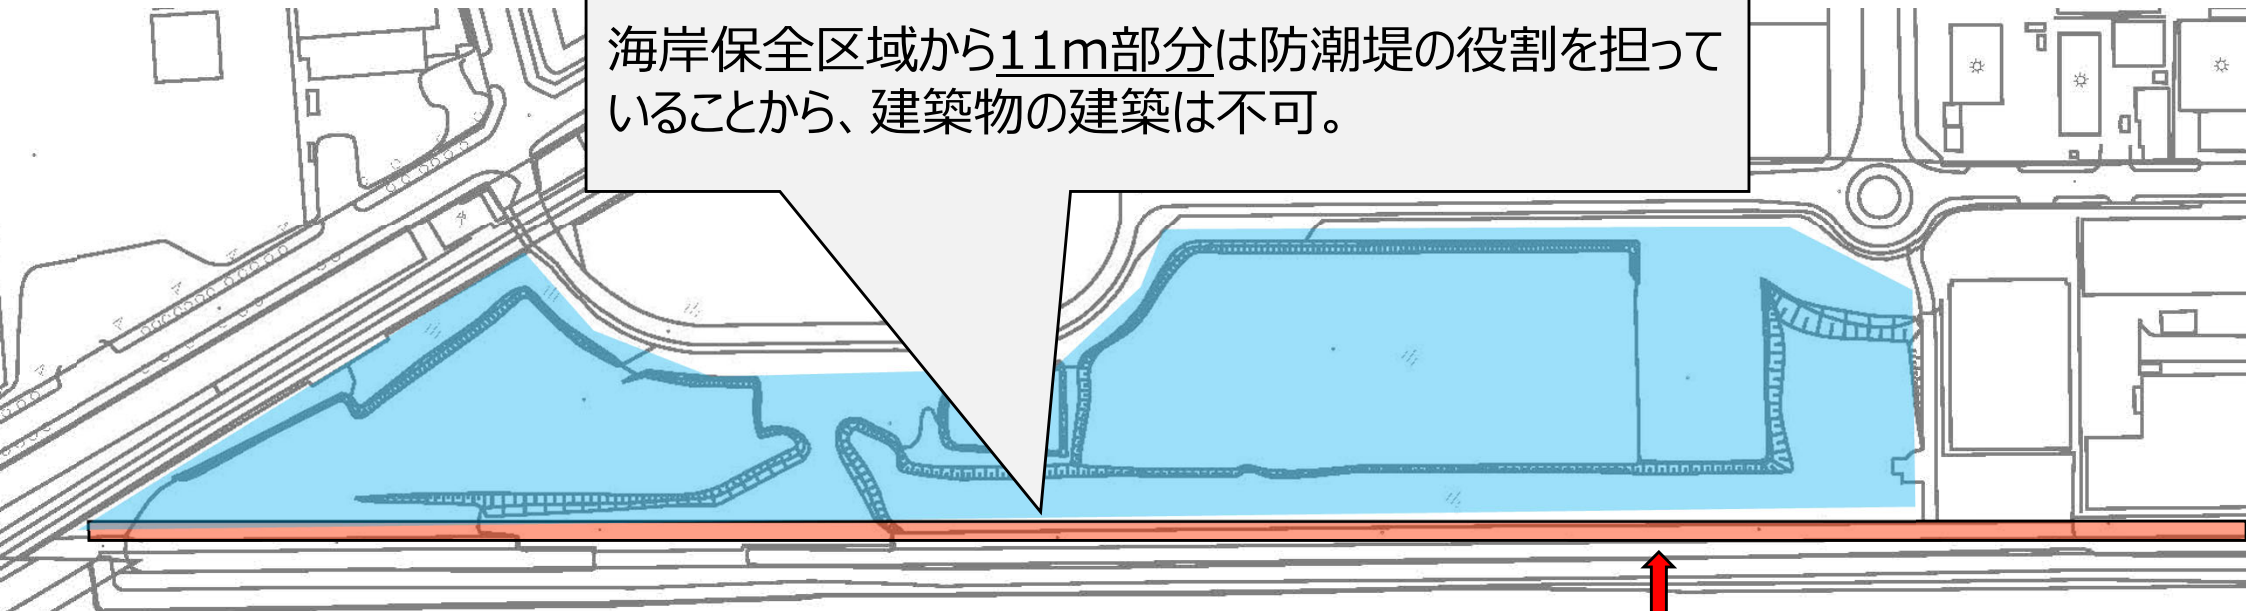 海岸保全区域から11m部分は防潮堤の役割を担って
いることから、建築物の建築は不可。